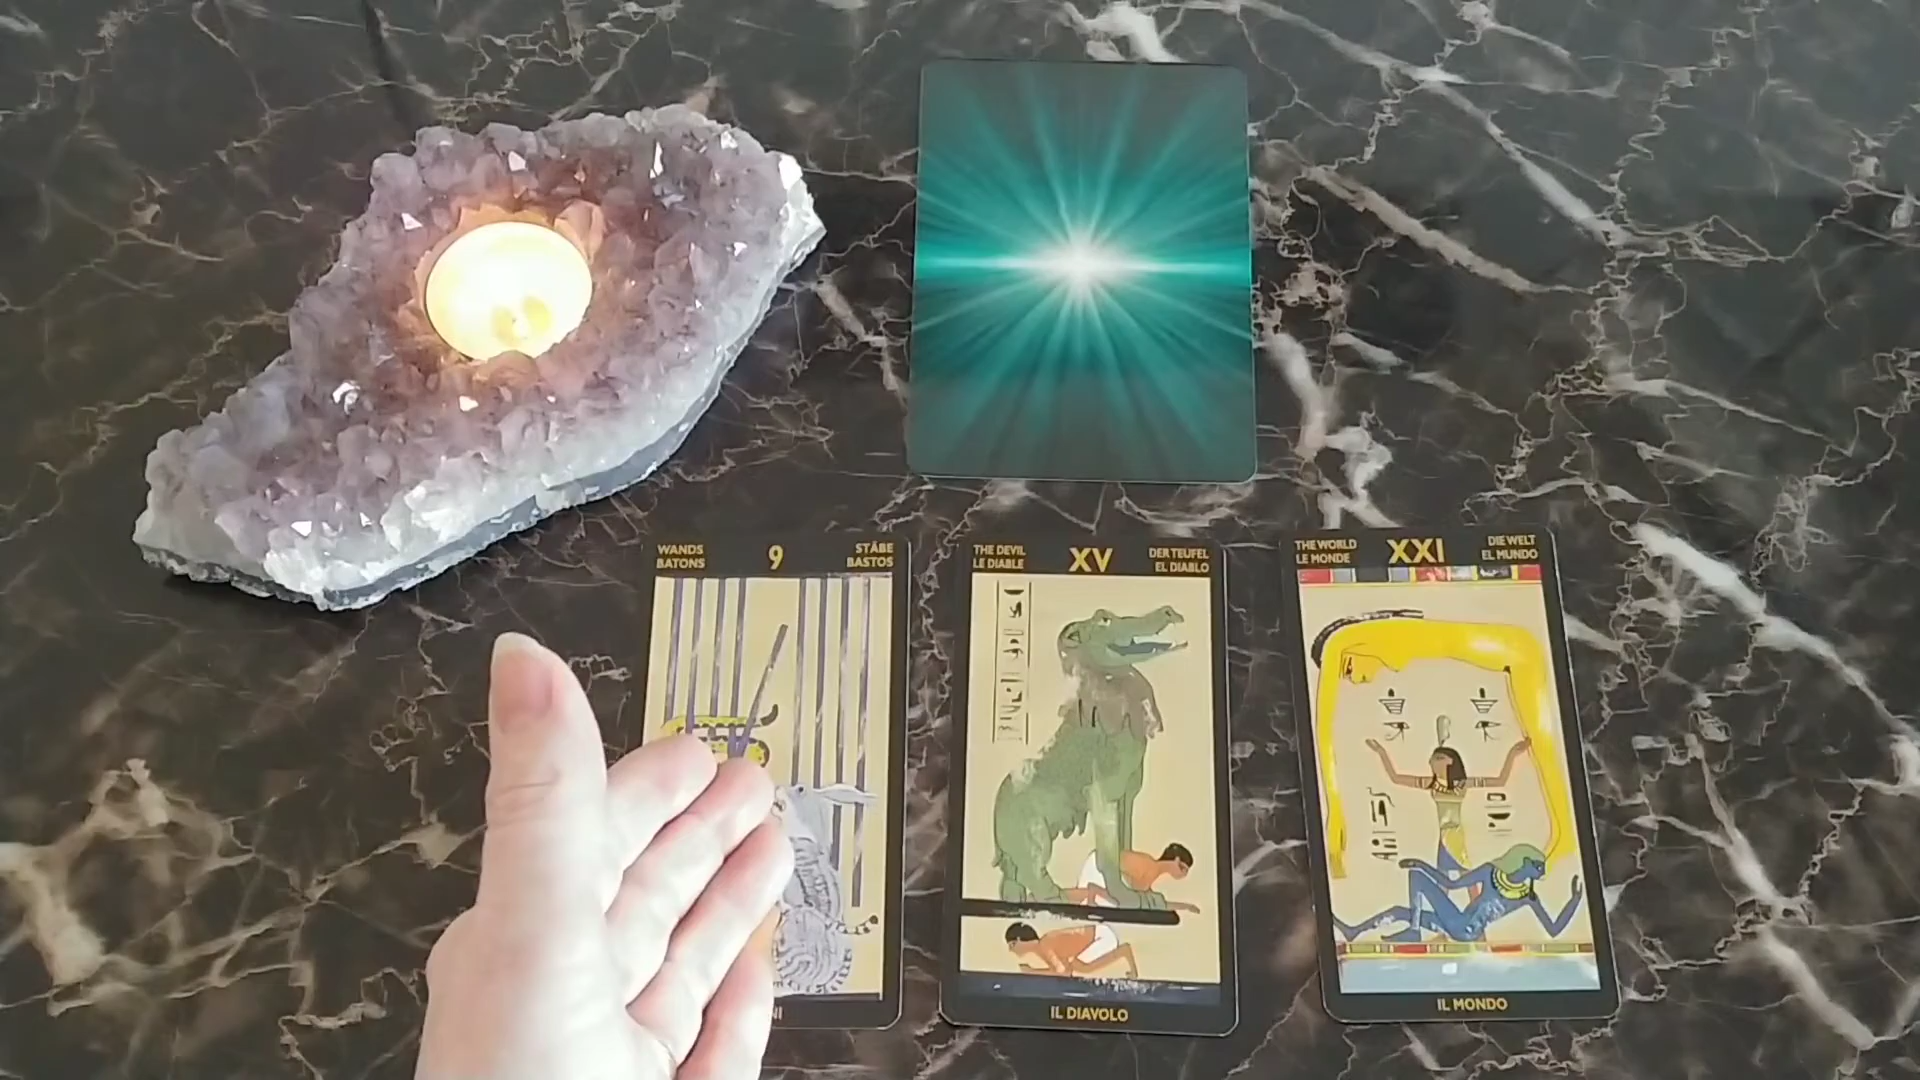 WANDS
BATONS
9
STÄBE
BASTOS
NI
THE DEVIL
LE DIABLE
XV
DER TEUFEL
EL DIABLO
IL DIAVOLO
THE WORLD
LE MONDE
XXI
DIE WELT
EL MUNDO
IL MONDO